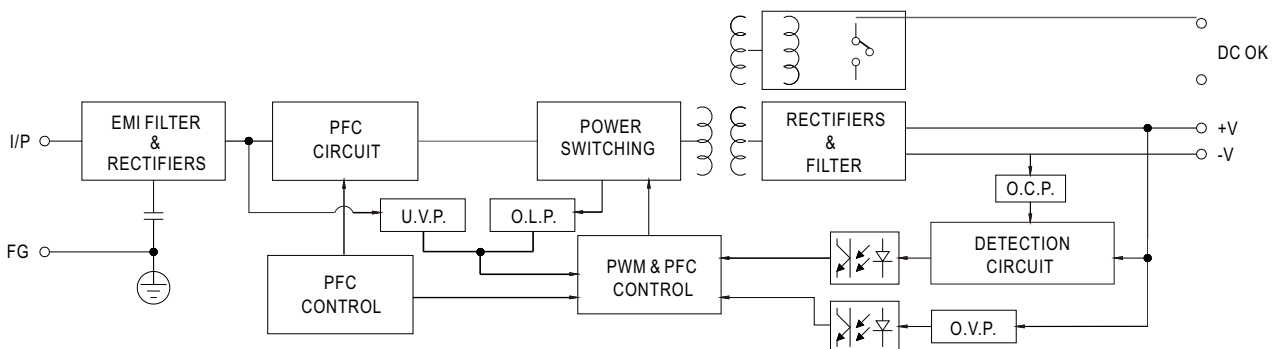 DC OK
I/P
EMI FILTER
&
RECTIFIERS
PFC
CIRCUIT
POWER
SWITCHING
RECTIFIERS
&
FILTER
+V
-V
O.C.P.
U.V.P.
O.L.P.
FG
DETECTION
CIRCUIT
PFC
CONTROL
PWM & PFC
CONTROL
O.V.P.